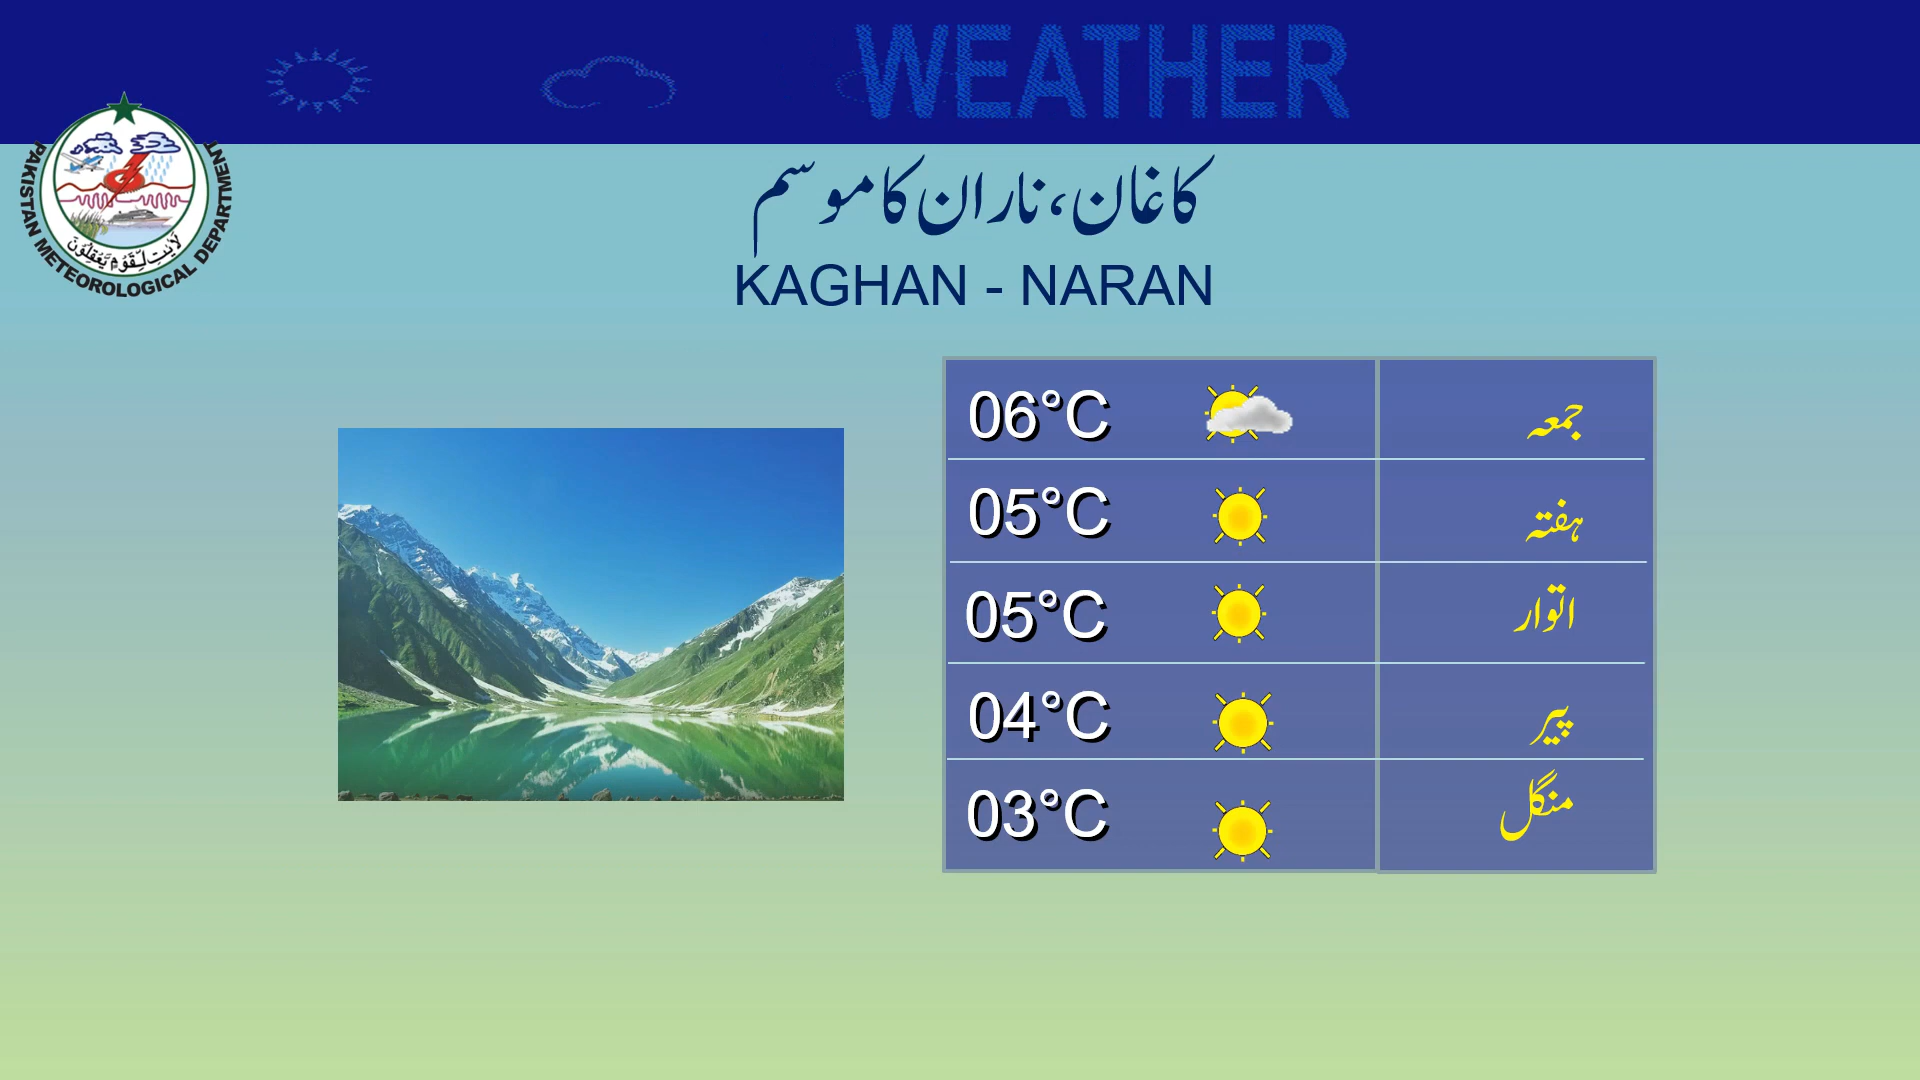 WEATHER
PAKISTAN METEOROLOGICAL DEPARTMENT
لَاٰيٰتٍ لِّقَوْمٍ يَّعْقِلُوْنَ
کاغان، ناران کا موسم
KAGHAN - NARAN
06°C جمعہ
05°C ہفتہ
05°C اتوار
04°C پیر
03°C منگل